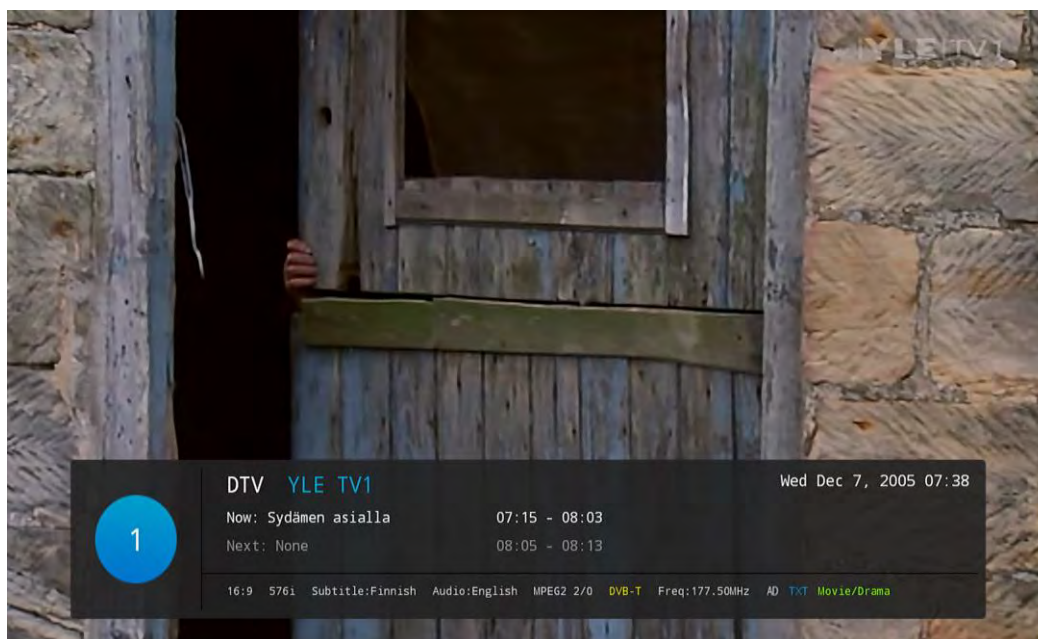 YLE TV1
DTV YLE TV1
Wed Dec 7, 2005 07:38
1
Now: Sydämen asialla 07:15 - 08:03
Next: None 08:05 - 08:13
16:9 576i Subtitle:Finnish Audio:English MPEG2 2/0 DVB-T Freq:177.50MHz AD TXT Movie/Drama